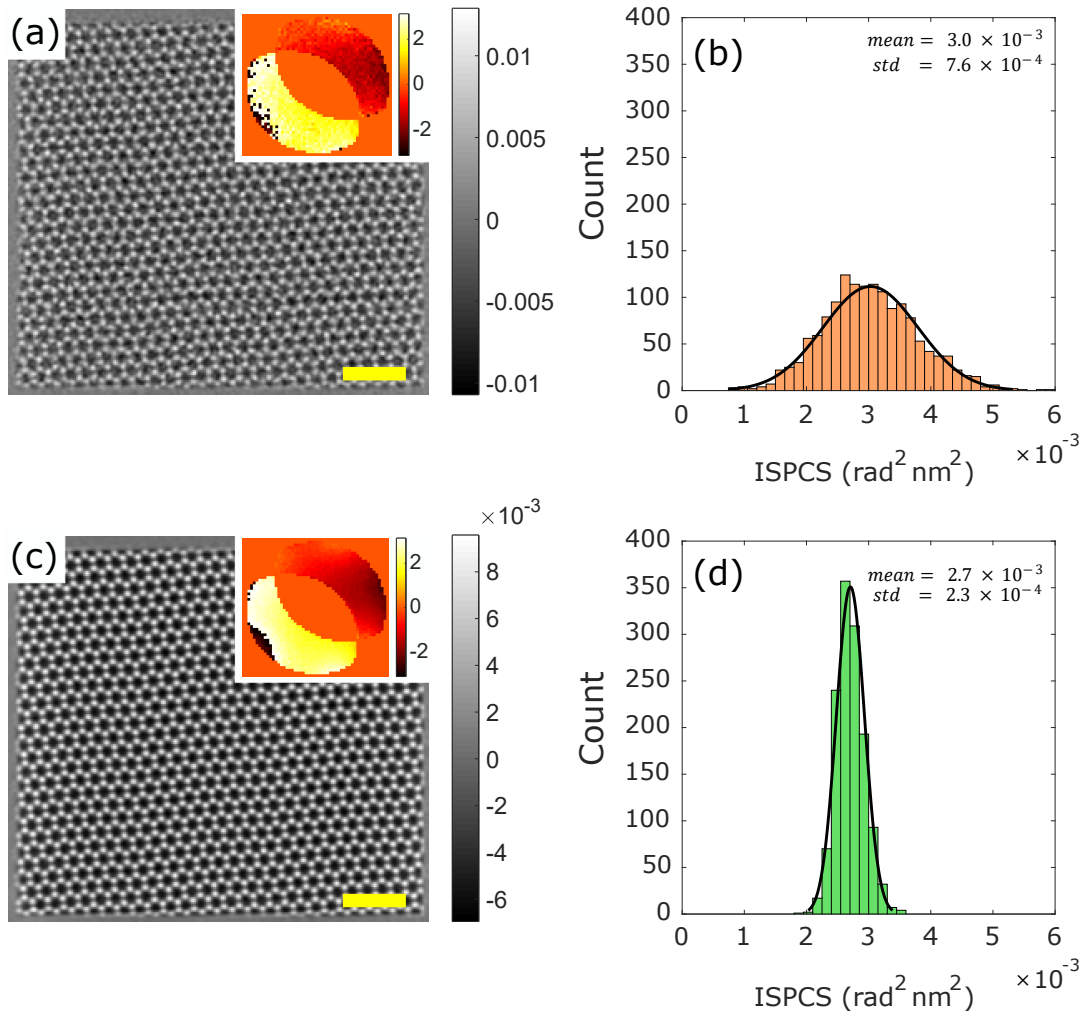 (a)
2
0
-2
0.01
0.005
0
-0.005
-0.01
(b)
mean = 3.0 × 10⁻³
std = 7.6 × 10⁻⁴
400
350
300
250
200
150
100
50
0
Count
0 1 2 3 4 5 6
× 10⁻³
ISPCS (rad² nm²)
(c)
2
0
-2
× 10⁻³
8
6
4
2
0
-2
-4
-6
(d)
mean = 2.7 × 10⁻³
std = 2.3 × 10⁻⁴
400
350
300
250
200
150
100
50
0
Count
0 1 2 3 4 5 6
× 10⁻³
ISPCS (rad² nm²)